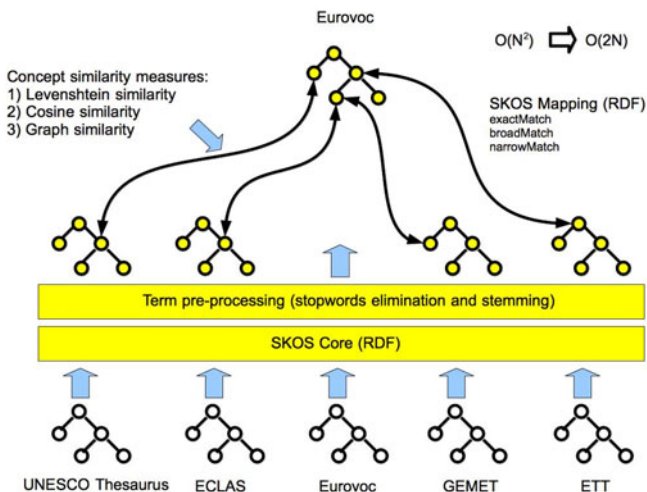 Eurovoc
O(N²) O(2N)
Concept similarity measures:
1) Levenshtein similarity
2) Cosine similarity
3) Graph similarity
SKOS Mapping (RDF)
exactMatch
broadMatch
narrowMatch
Term pre-processing (stopwords elimination and stemming)
SKOS Core (RDF)
UNESCO Thesaurus ECLAS Eurovoc GEMET ETT